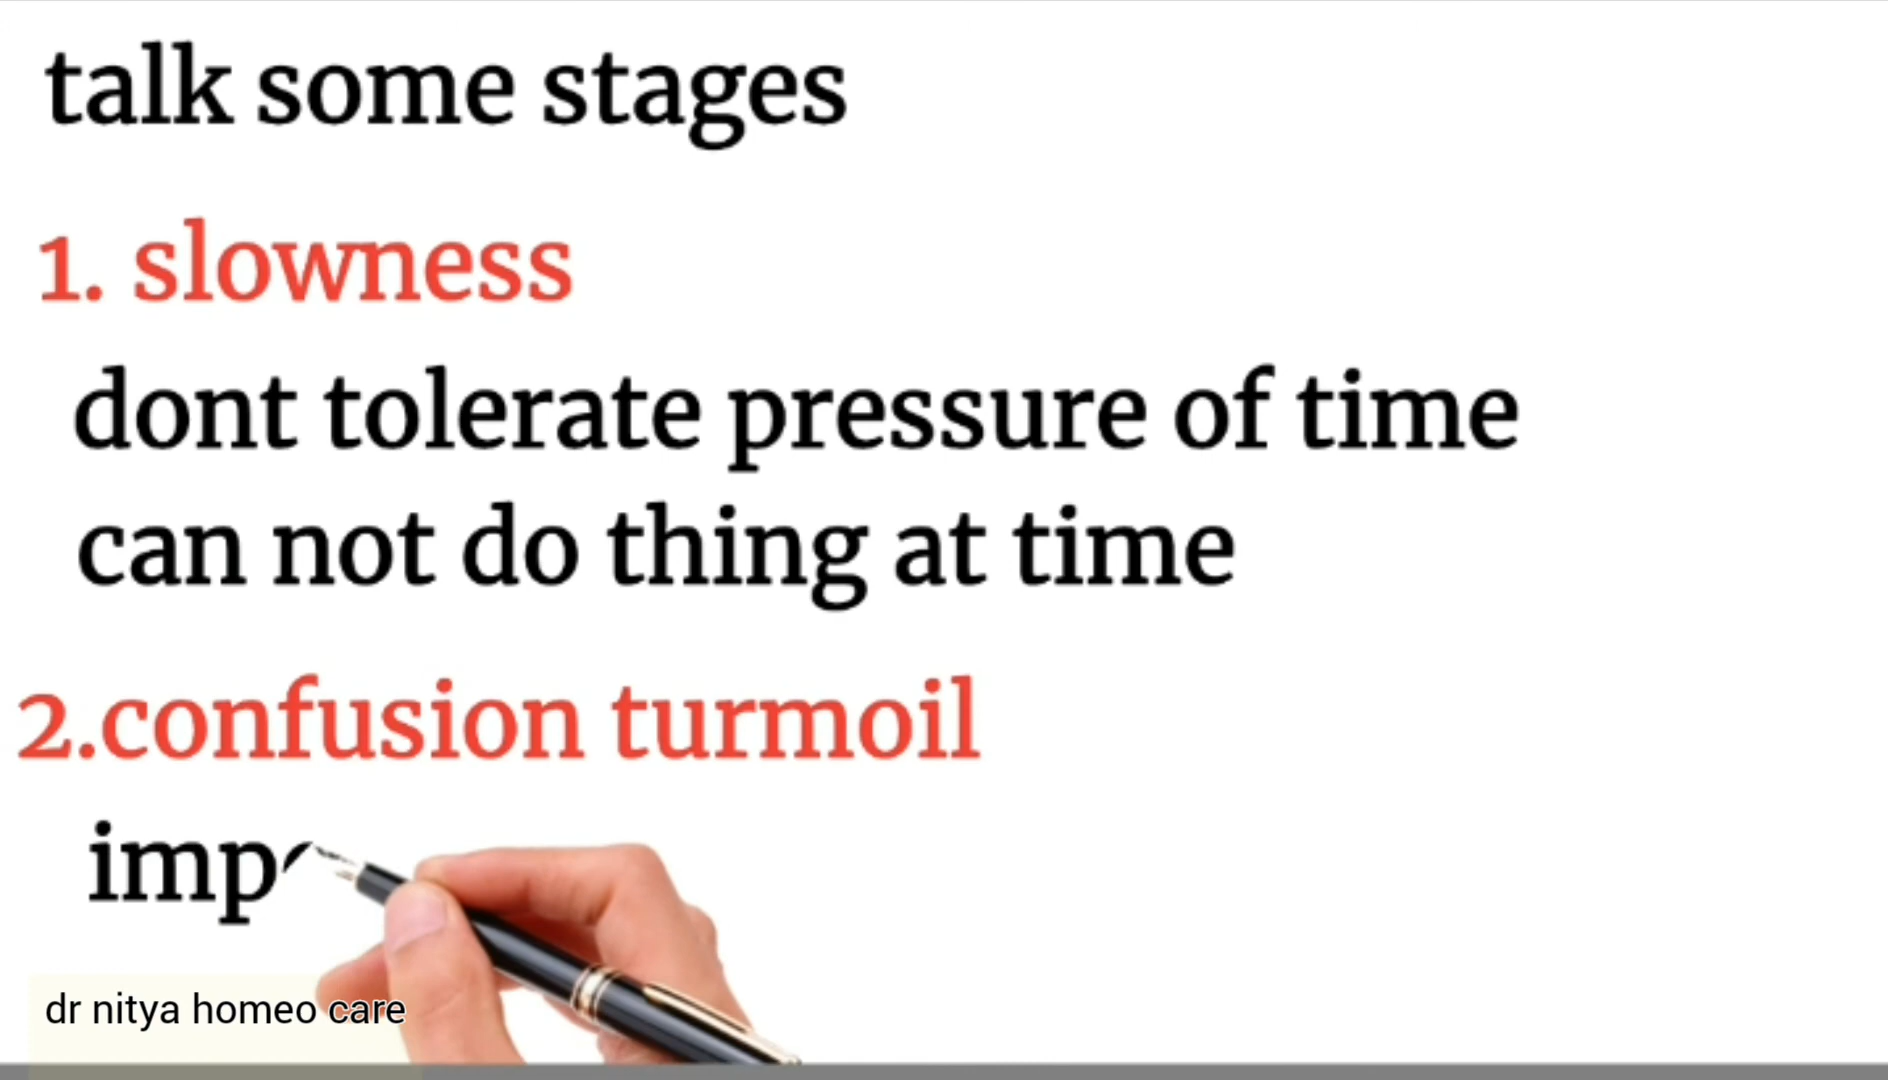 talk some stages
1. slowness
dont tolerate pressure of time
can not do thing at time
2.confusion turmoil
dr nitya homeo care